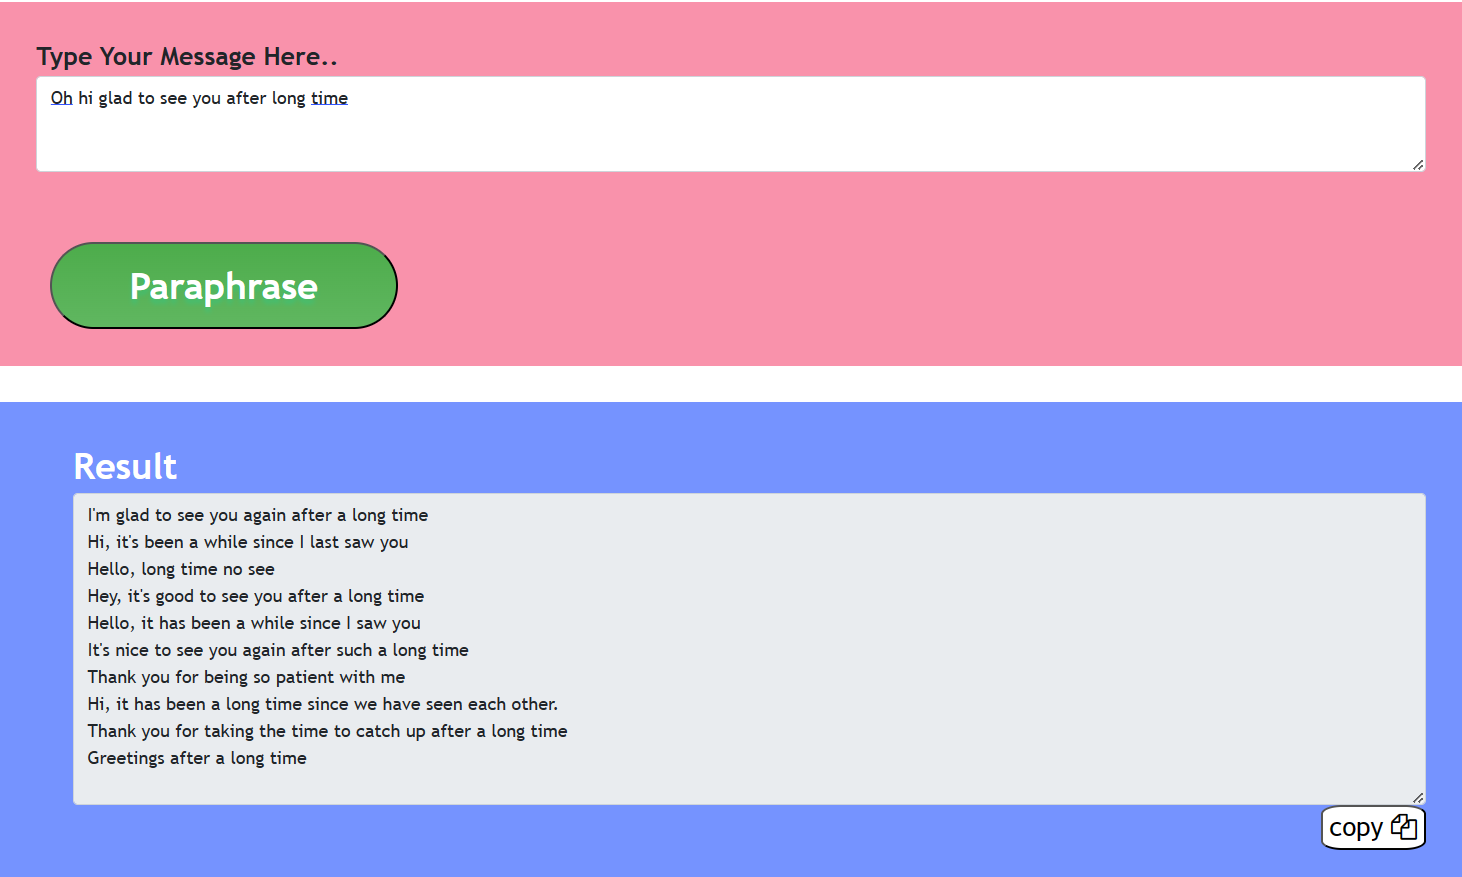 Type Your Message Here..
Oh hi glad to see you after long time
Paraphrase
Result
I'm glad to see you again after a long time
Hi, it's been a while since I last saw you
Hello, long time no see
Hey, it's good to see you after a long time
Hello, it has been a while since I saw you
It's nice to see you again after such a long time
Thank you for being so patient with me
Hi, it has been a long time since we have seen each other.
Thank you for taking the time to catch up after a long time
Greetings after a long time
copy